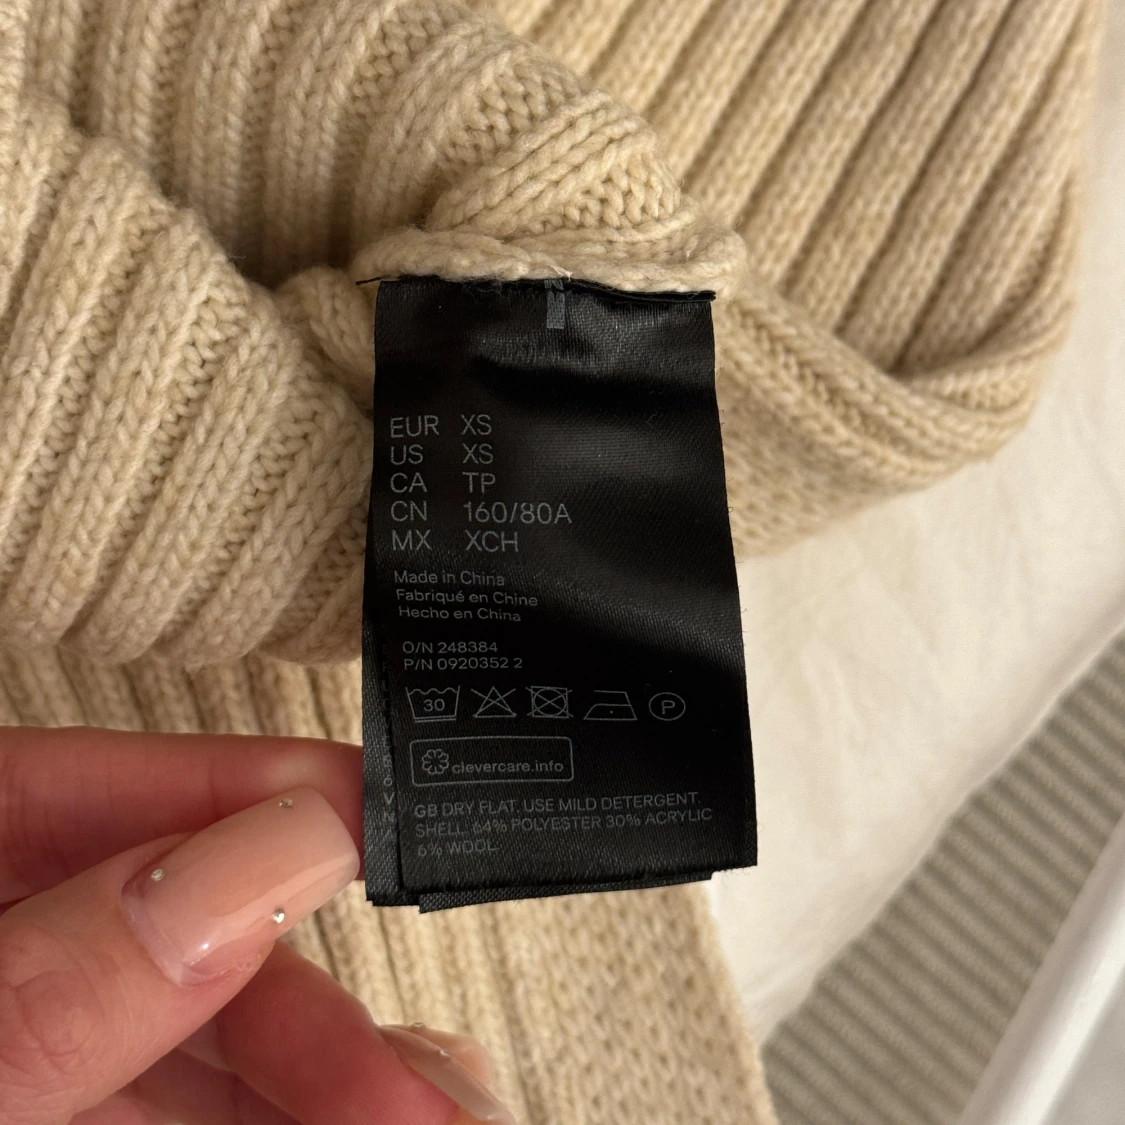 EUR XS
US XS
CA TP
CN 160/80A
MX XCH
Made in China
Fabriqué en Chine
Hecho en China
O/N 248384
P/N 0920352 2
30
P
clevercare.info
GB DRY FLAT. USE MILD DETERGENT.
SHELL. 64% POLYESTER 30% ACRYLIC
6% WOOL